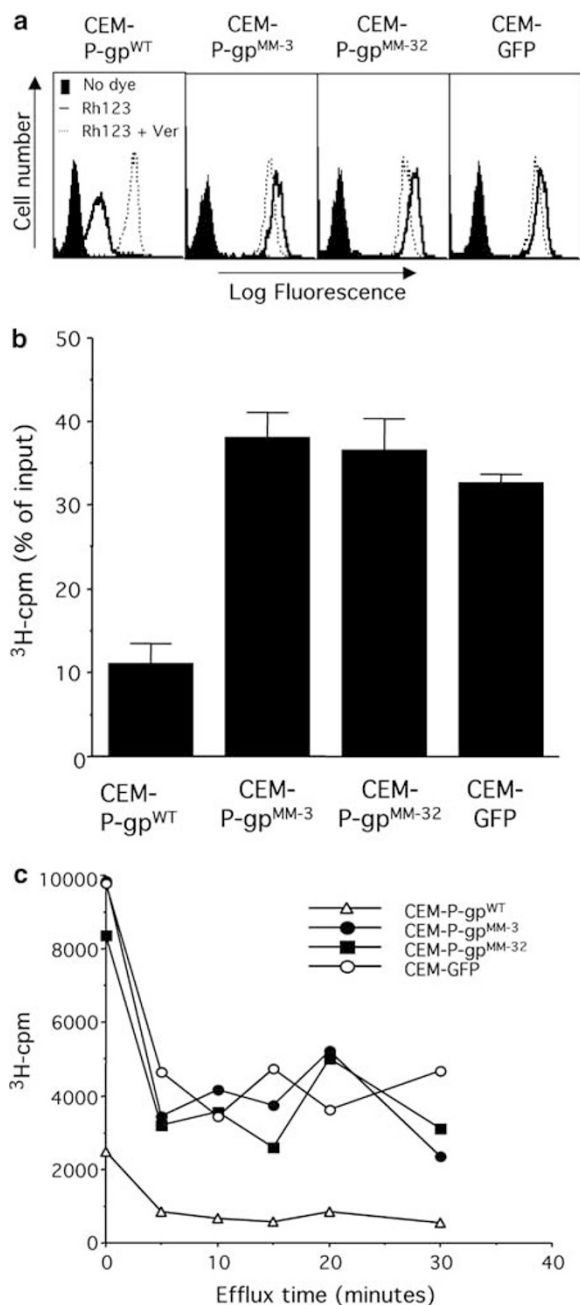 a
CEM-
P-gpWT
CEM-
P-gpMM-3
CEM-
P-gpMM-32
CEM-
GFP
No dye
Rh123
Rh123 + Ver
Cell number
Log Fluorescence
b
50
40
30
20
10
0
3H-cpm (% of input)
CEM-
P-gpWT
CEM-
P-gpMM-3
CEM-
P-gpMM-32
CEM-
GFP
c
10000
8000
6000
4000
2000
0
3H-cpm
CEM-P-gpWT
CEM-P-gpMM-3
CEM-P-gpMM-32
CEM-GFP
0 10 20 30 40
Efflux time (minutes)